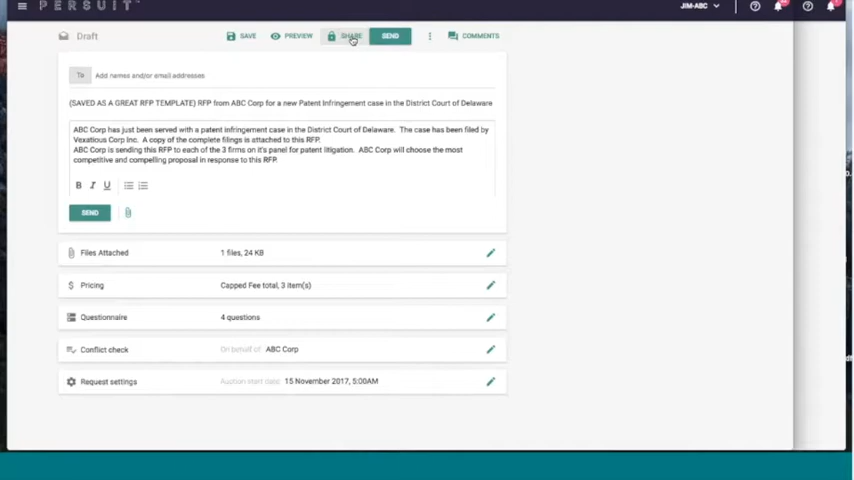 PERSUIT
JIM-ABC
Draft
SAVE
PREVIEW
SHARE
SEND
COMMENTS
To
Add names and/or email addresses
(SAVED AS A GREAT RFP TEMPLATE) RFP from ABC Corp for a new Patent Infringement case in the District Court of Delaware
ABC Corp has just been served with a patent infringement case in the District Court of Delaware. The case has been filed by
Vexatious Corp Inc. A copy of the complete filings is attached to this RFP.
ABC Corp is sending this RFP to each of the 3 firms on it's panel for patent litigation. ABC Corp will choose the most
competitive and compelling proposal in response to this RFP.
B I U
SEND
Files Attached 1 files, 24 KB
Pricing Capped Fee total, 3 item(s)
Questionnaire 4 questions
Conflict check On behalf of ABC Corp
Request settings Auction start date: 15 November 2017, 5:00AM